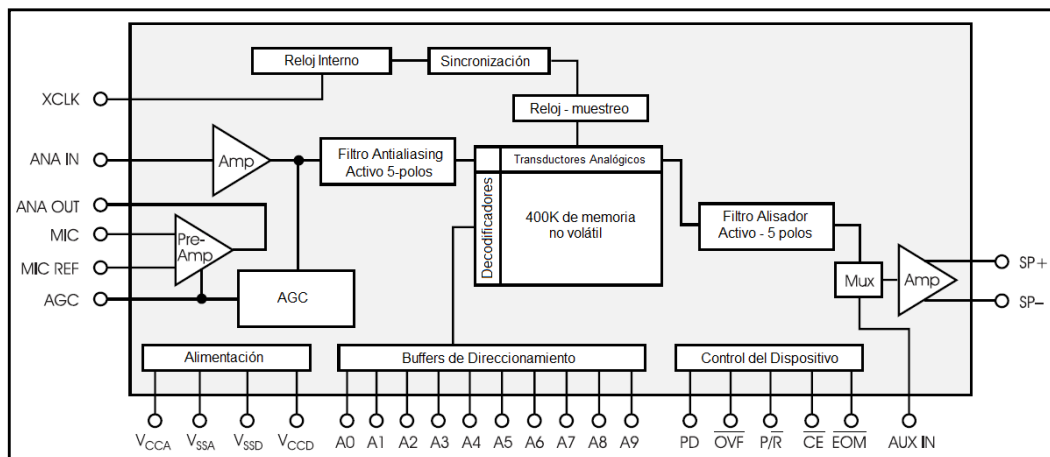 Reloj Interno
Sincronización
XCLK
Reloj - muestreo
ANA IN
Amp
Filtro Antialiasing
Activo 5-polos
Transductores Analógicos
Decodificadores
400K de memoria
no volátil
ANA OUT
MIC
Pre-
Amp
MIC REF
AGC
AGC
Filtro Alisador
Activo - 5 polos
Mux
Amp
SP+
SP–
Alimentación
Buffers de Direccionamiento
Control del Dispositivo
VCCA VSSA VSSD VCCD A0 A1 A2 A3 A4 A5 A6 A7 A8 A9 PD O̅V̅F̅ P/R̅ C̅E̅ E̅O̅M̅ AUX IN